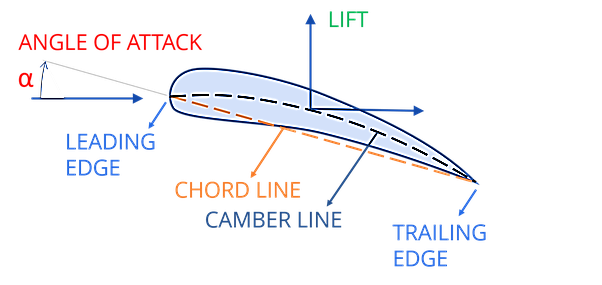 LIFT
ANGLE OF ATTACK
α
LEADING
EDGE
CHORD LINE
CAMBER LINE
TRAILING
EDGE